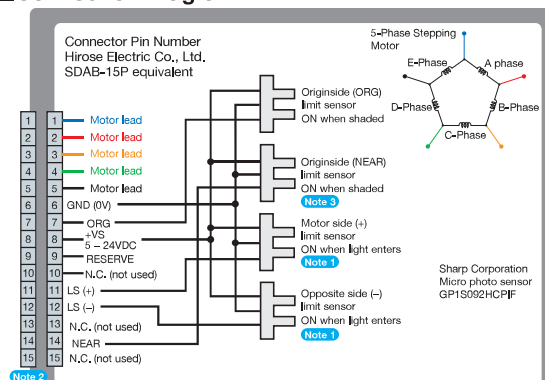 Connector Pin Number
Hirose Electric Co., Ltd.
SDAB-15P equivalent
5-Phase Stepping
Motor
E-Phase
A phase
D-Phase
B-Phase
C-Phase
1 1 Motor lead
2 2 Motor lead
3 3 Motor lead
4 4 Motor lead
5 5 Motor lead
6 6 GND (0V)
7 7 ORG
8 8 +VS
5 – 24VDC
9 9 RESERVE
10 10 N.C. (not used)
11 11 LS (+)
12 12 LS (–)
13 13 N.C. (not used)
14 14 NEAR
15 15 N.C. (not used)
Note 2
Originside (ORG)
limit sensor
ON when shaded
Originside (NEAR)
limit sensor
ON when shaded
Note 3
Motor side (+)
limit sensor
ON when light enters
Note 1
Opposite side (–)
limit sensor
ON when light enters
Note 1
Sharp Corporation
Micro photo sensor
GP1S092HCPIF